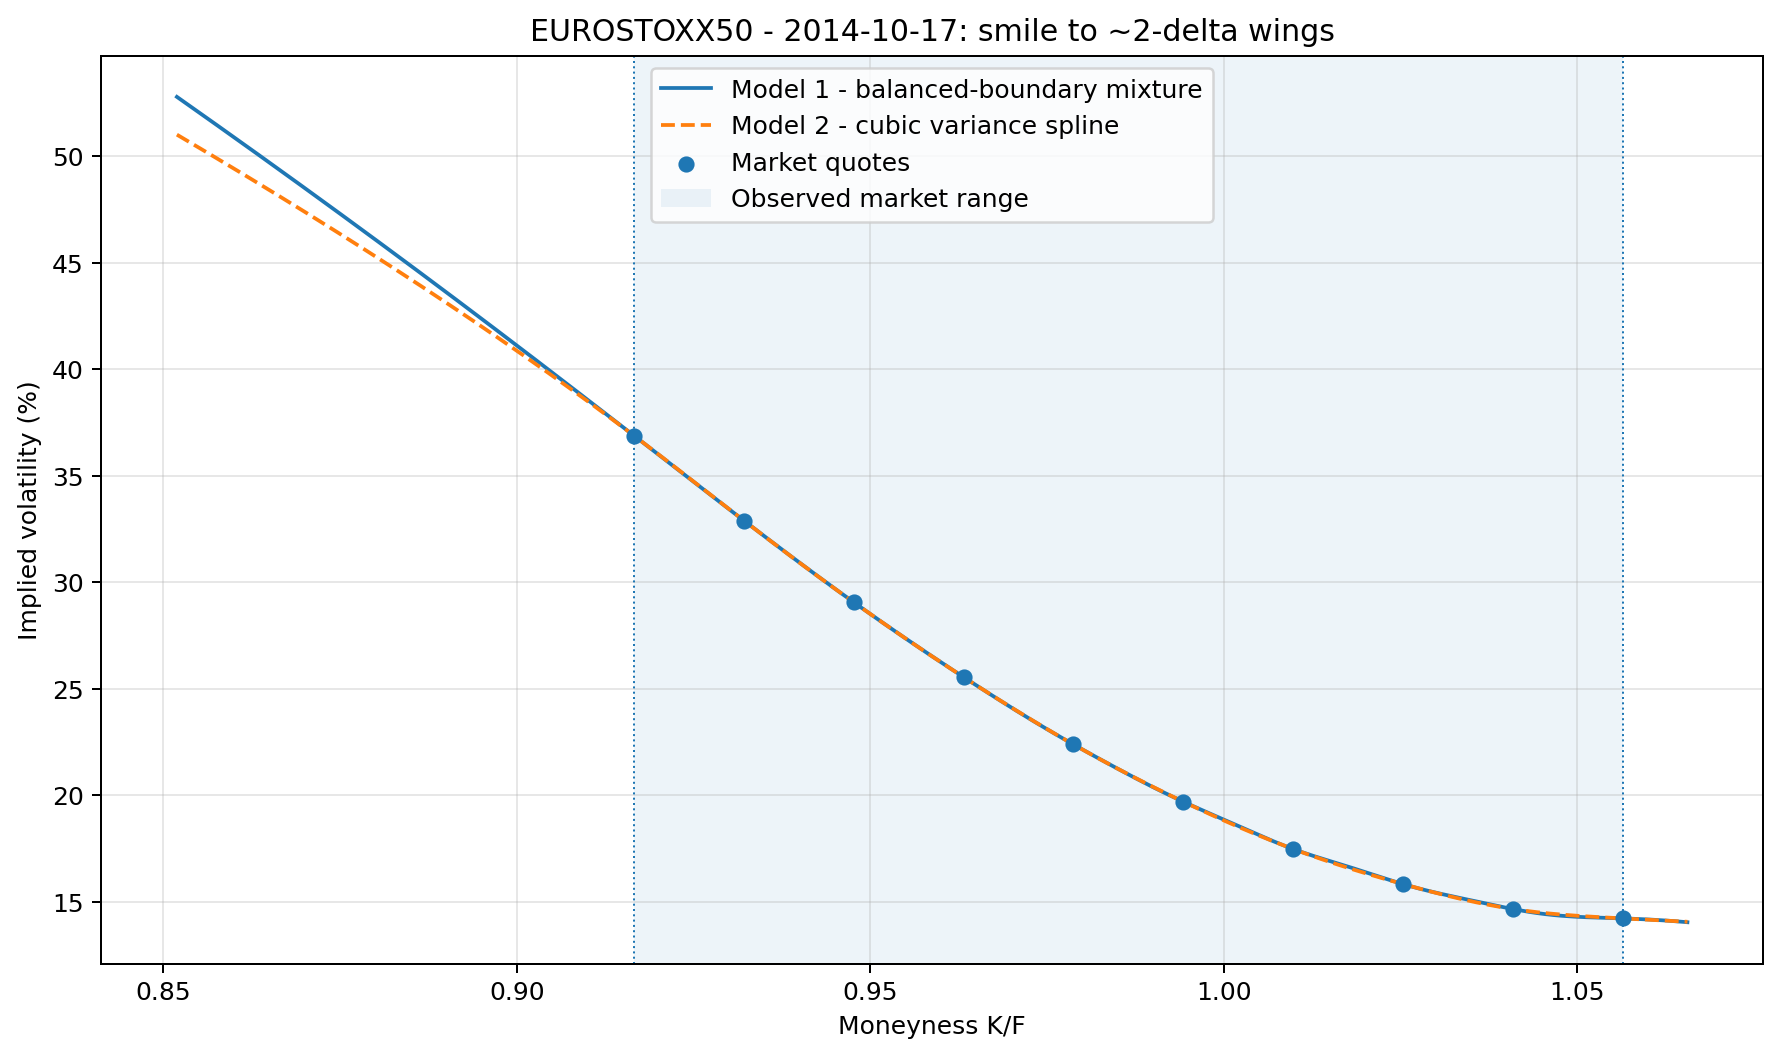 EUROSTOXX50 - 2014-10-17: smile to ~2-delta wings
Model 1 - balanced-boundary mixture
Model 2 - cubic variance spline
Market quotes
Observed market range
Implied volatility (%)
50
45
40
35
30
25
20
15
0.85
0.90
0.95
1.00
1.05
Moneyness K/F